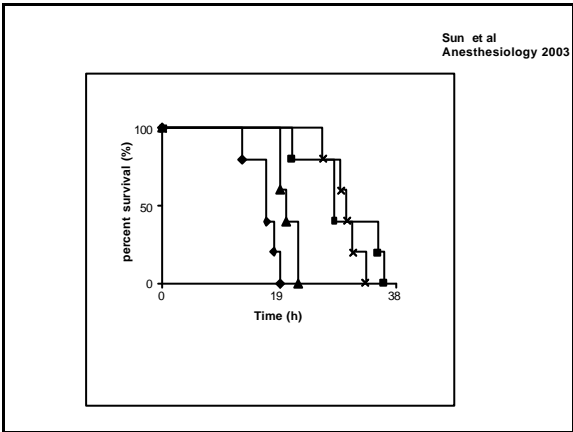 Sun et al
Anesthesiology 2003
percent survival (%)
100
50
0
0 19 38
Time (h)